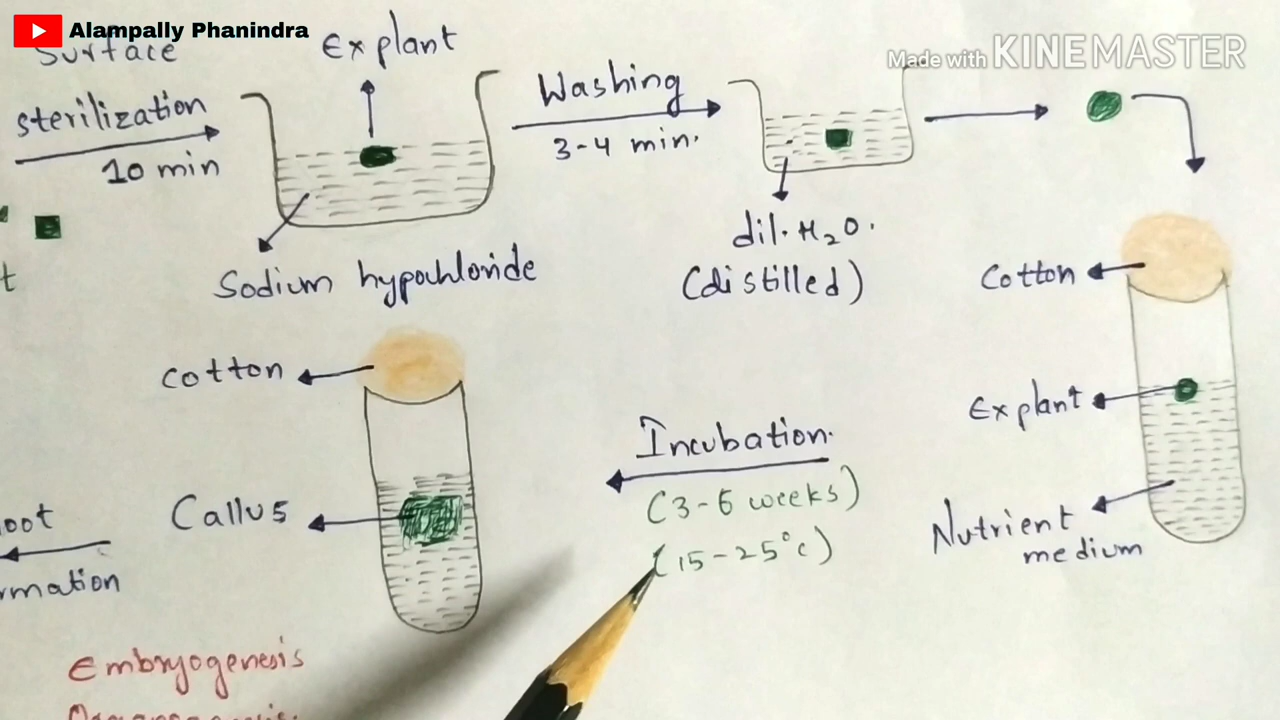 Alampally Phanindra
Made with KINEMASTER
Surface
sterilization
10 min
Explant
Washing
3-4 min.
Sodium hypochloride
dil. H2O.
(distilled)
Cotton
Explant
Nutrient
medium
Incubation.
(3-6 weeks)
(15-25°c)
cotton
Callus
Embryogenesis